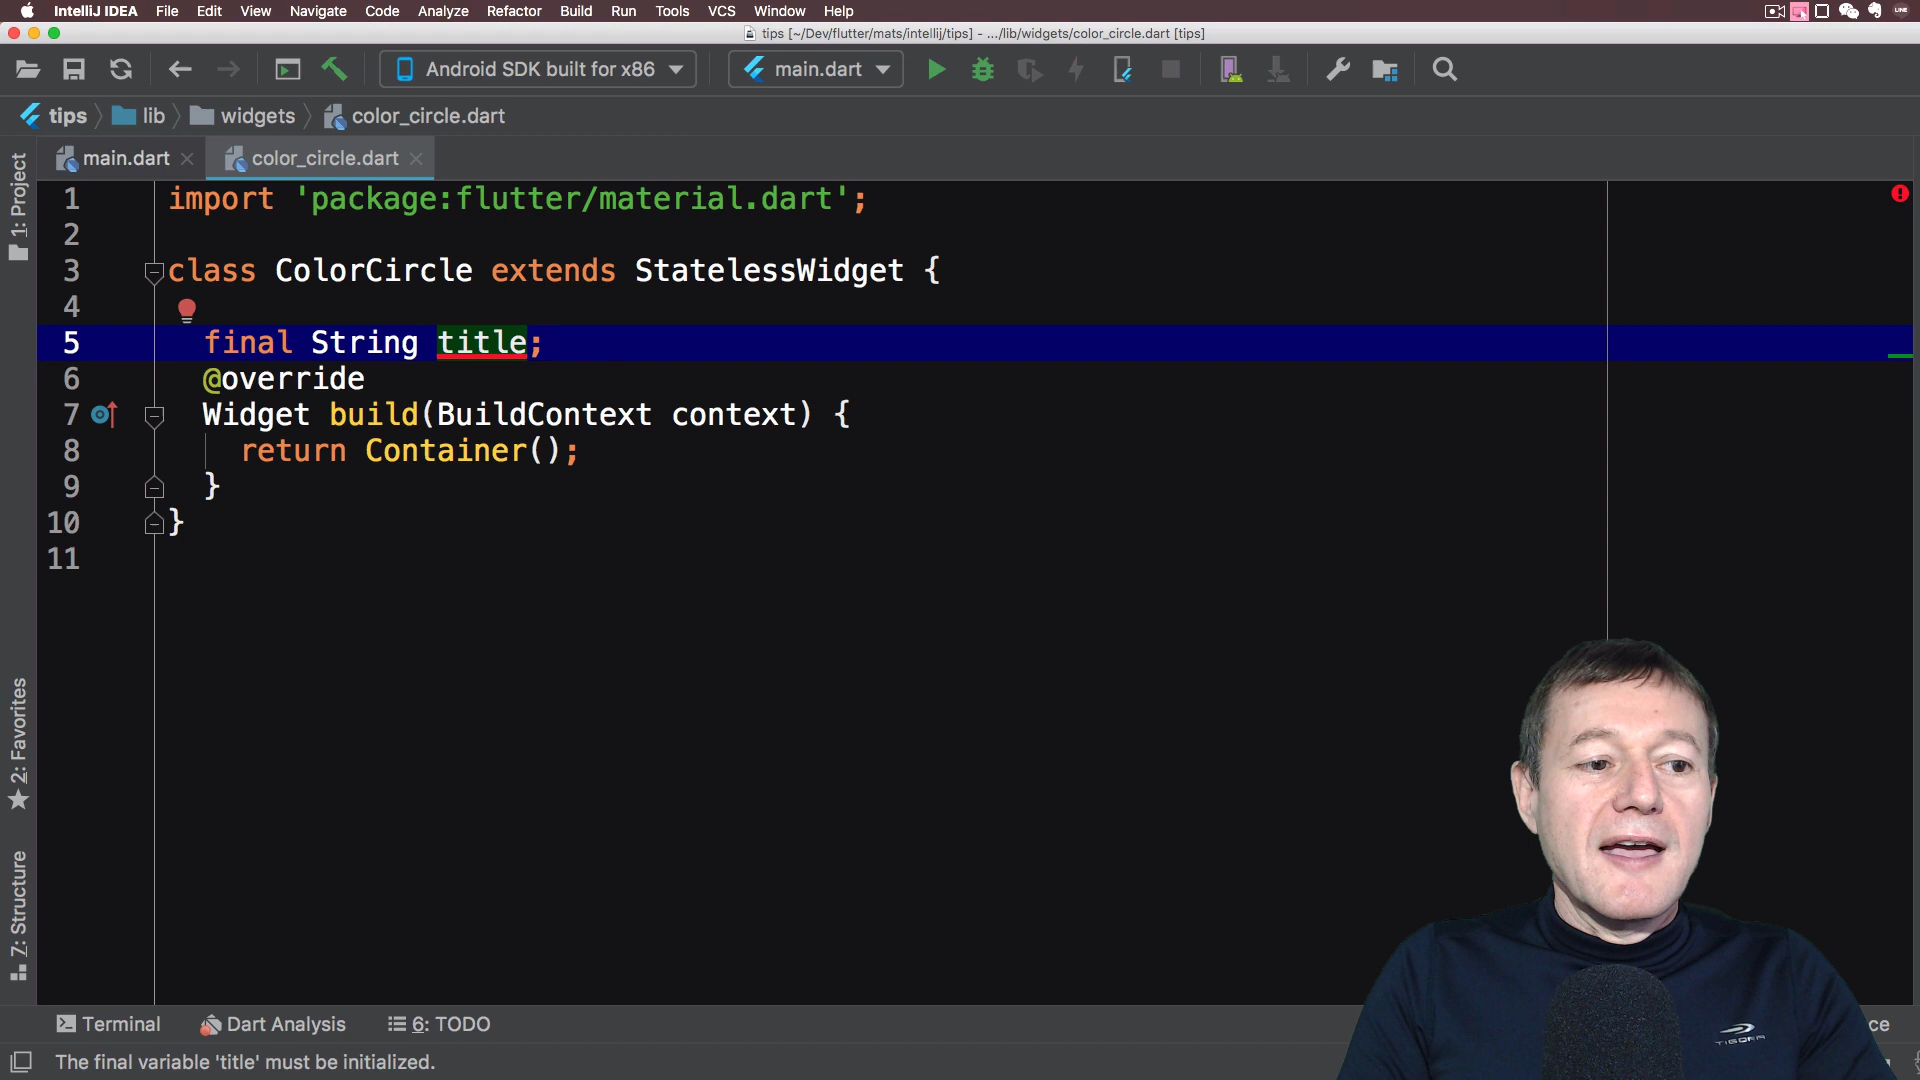 IntelliJ IDEA File Edit View Navigate Code Analyze Refactor Build Run Tools VCS Window Help LINE
tips [~/Dev/flutter/mats/intellij/tips] - .../lib/widgets/color_circle.dart [tips]
Android SDK built for x86 main.dart
tips lib widgets color_circle.dart
main.dart color_circle.dart
1: Project
1 import 'package:flutter/material.dart';
2
3 class ColorCircle extends StatelessWidget {
4
5 final String title;
6 @override
7 Widget build(BuildContext context) {
8 return Container();
9 }
10 }
11
2: Favorites
7: Structure
TIGORA
Terminal Dart Analysis 6: TODO ce
The final variable 'title' must be initialized.